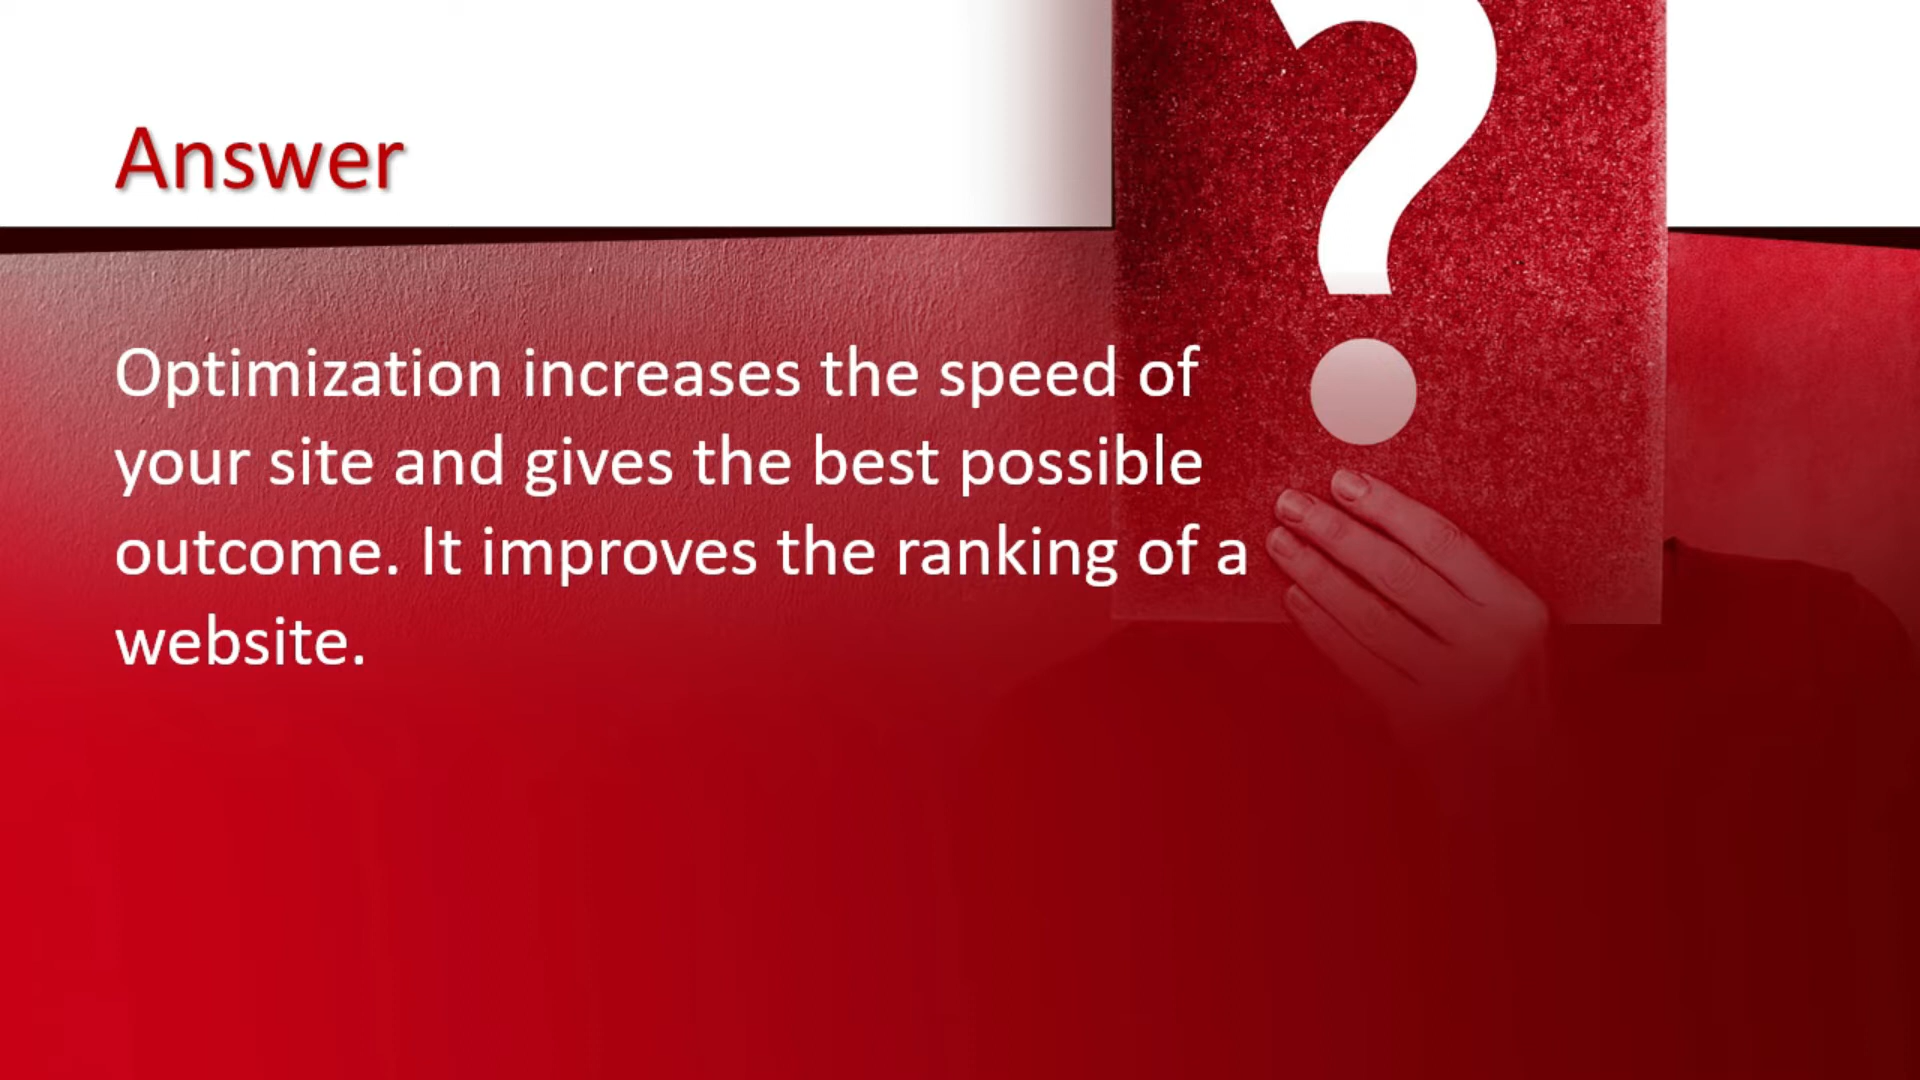 Answer
Optimization increases the speed of
your site and gives the best possible
outcome. It improves the ranking of a
website.
?